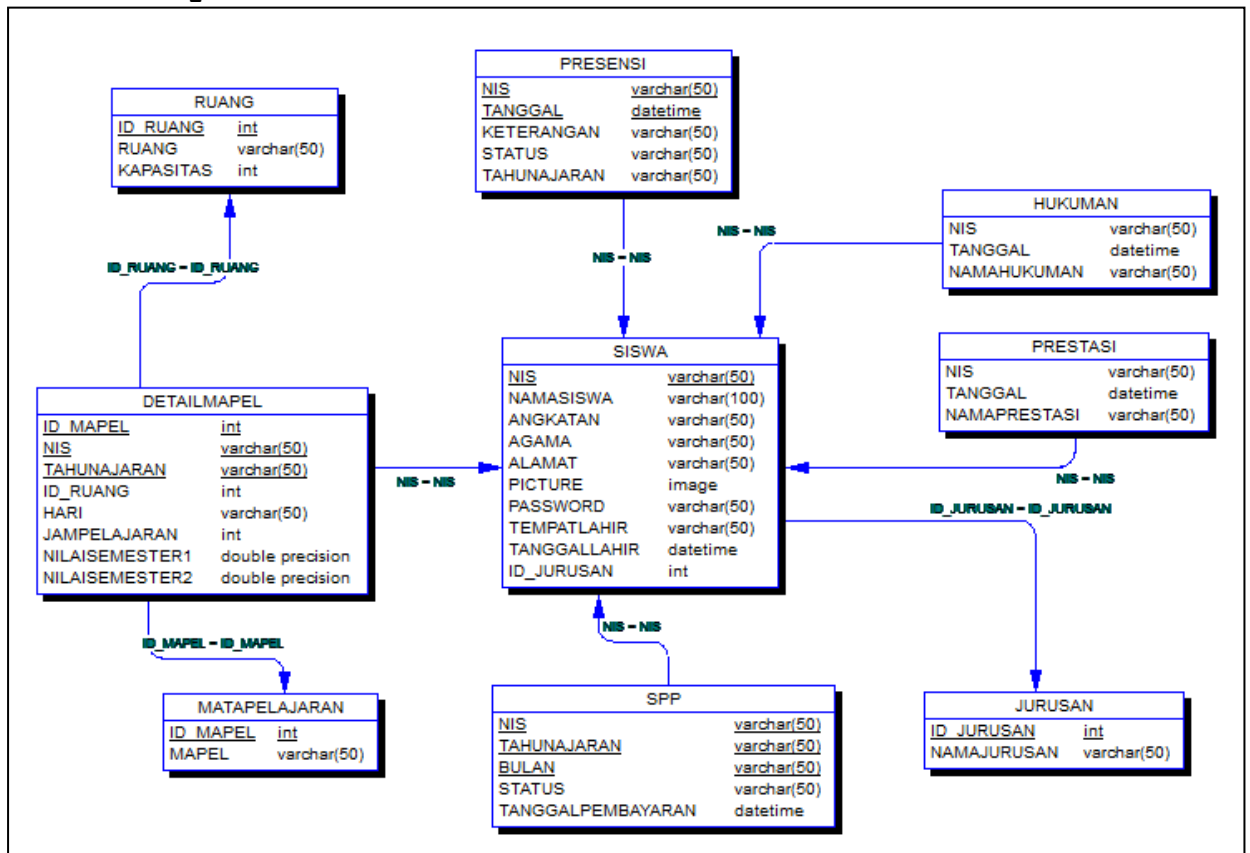 PRESENSI
NIS varchar(50)
TANGGAL datetime
KETERANGAN varchar(50)
STATUS varchar(50)
TAHUNAJARAN varchar(50)
RUANG
ID_RUANG int
RUANG varchar(50)
KAPASITAS int
HUKUMAN
NIS varchar(50)
TANGGAL datetime
NAMAHUKUMAN varchar(50)
NIS = NIS
NIS = NIS
ID_RUANG = ID_RUANG
SISWA
NIS varchar(50)
NAMASISWA varchar(100)
ANGKATAN varchar(50)
AGAMA varchar(50)
ALAMAT varchar(50)
PICTURE image
PASSWORD varchar(50)
TEMPATLAHIR varchar(50)
TANGGALLAHIR datetime
ID_JURUSAN int
PRESTASI
NIS varchar(50)
TANGGAL datetime
NAMAPRESTASI varchar(50)
DETAILMAPEL
ID_MAPEL int
NIS varchar(50)
TAHUNAJARAN varchar(50)
ID_RUANG int
HARI varchar(50)
JAMPELAJARAN int
NILAISEMESTER1 double precision
NILAISEMESTER2 double precision
NIS = NIS
NIS = NIS
ID_JURUSAN = ID_JURUSAN
NIS = NIS
ID_MAPEL = ID_MAPEL
MATAPELAJARAN
ID_MAPEL int
MAPEL varchar(50)
SPP
NIS varchar(50)
TAHUNAJARAN varchar(50)
BULAN varchar(50)
STATUS varchar(50)
TANGGALPEMBAYARAN datetime
JURUSAN
ID_JURUSAN int
NAMAJURUSAN varchar(50)